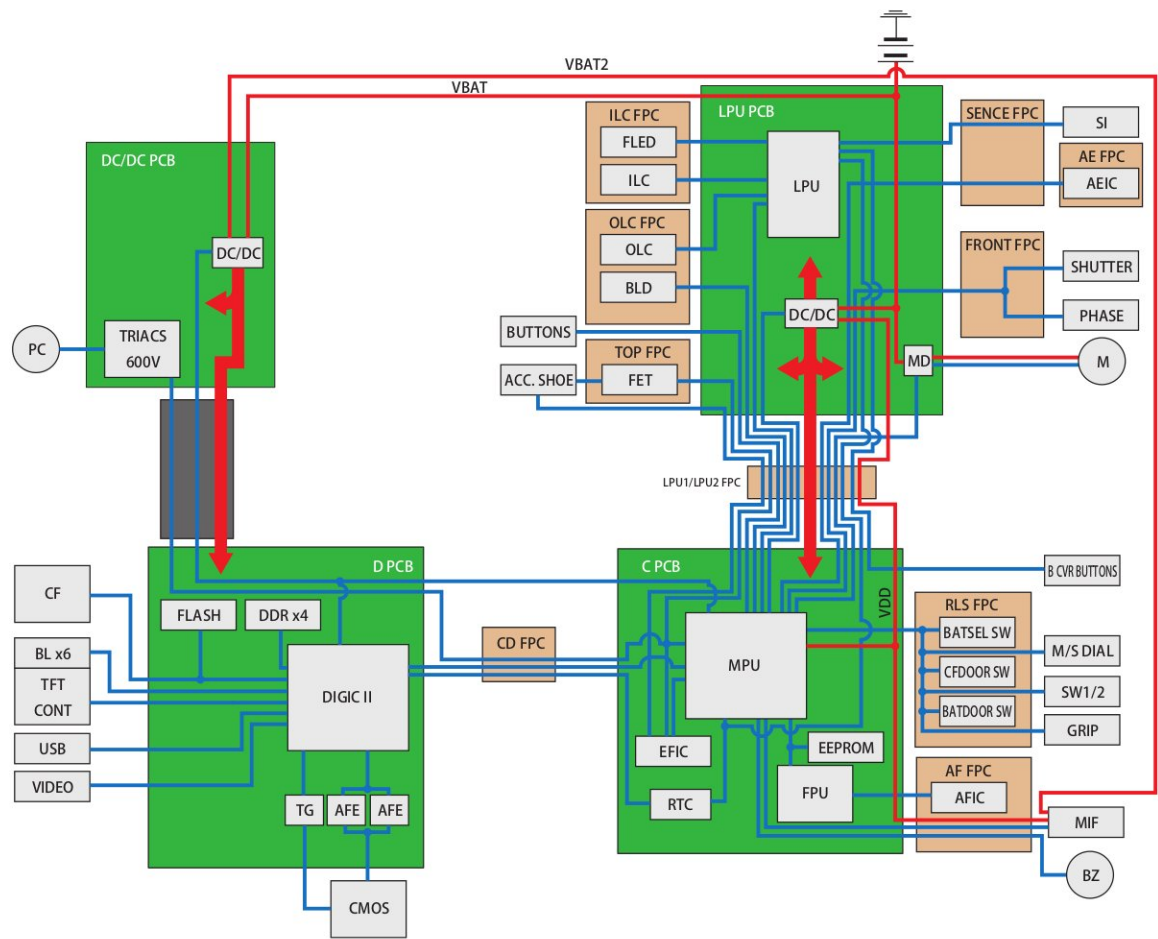 VBAT2
VBAT
DC/DC PCB
DC/DC
TRIACS
600V
PC
ILC FPC
FLED
ILC
OLC FPC
OLC
BLD
BUTTONS
TOP FPC
ACC. SHOE
FET
LPU PCB
LPU
DC/DC
MD
SENCE FPC
SI
AE FPC
AEIC
FRONT FPC
SHUTTER
PHASE
M
LPU1/LPU2 FPC
D PCB
CF
FLASH
DDR x4
BL x6
TFT
CONT
DIGIC II
USB
VIDEO
TG
AFE
AFE
CMOS
CD FPC
C PCB
VDD
MPU
EFIC
EEPROM
RTC
FPU
B CVR BUTTONS
RLS FPC
BATSEL SW
M/S DIAL
CFDOOR SW
SW1/2
BATDOOR SW
GRIP
AF FPC
AFIC
MIF
BZ